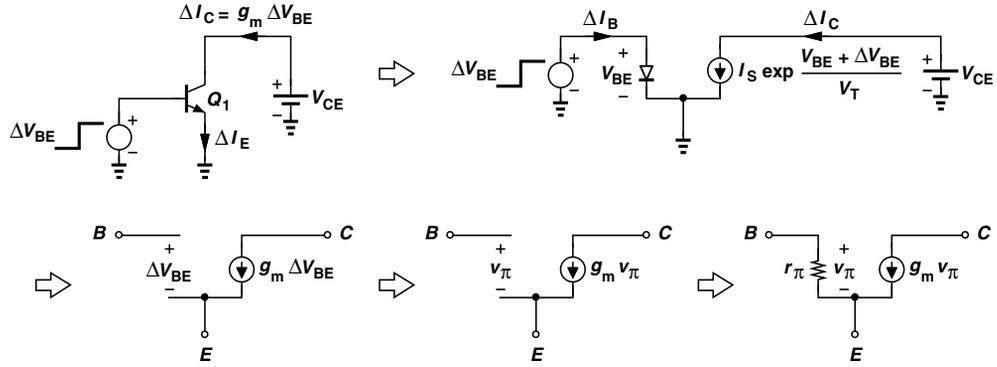 ΔI_C = g_m ΔV_BE
Q_1
+
−
V_CE
ΔV_BE
+
−
ΔI_E
ΔI_B
ΔV_BE
+
−
+
V_BE
−
ΔI_C
I_S exp
V_BE + ΔV_BE
V_T
+
−
V_CE
B
+
ΔV_BE
−
g_m ΔV_BE
C
E
B
+
v_π
−
g_m v_π
C
E
B
r_π
+
v_π
−
g_m v_π
C
E